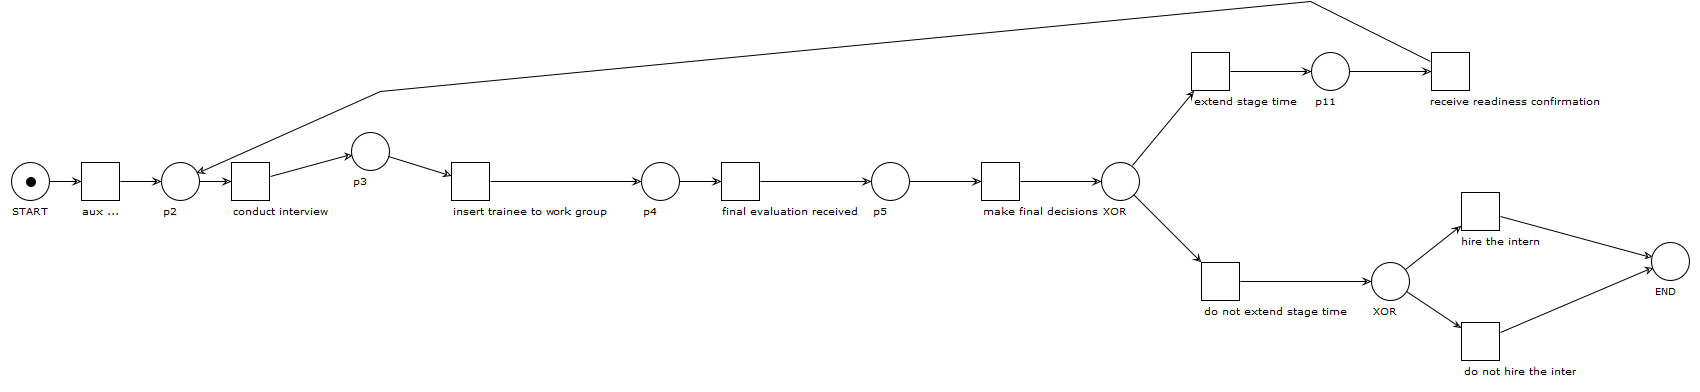 extend stage time
p11
receive readiness confirmation
p3
START
aux ...
p2
conduct interview
insert trainee to work group
p4
final evaluation received
p5
make final decisions
XOR
hire the intern
END
do not extend stage time
XOR
do not hire the inter